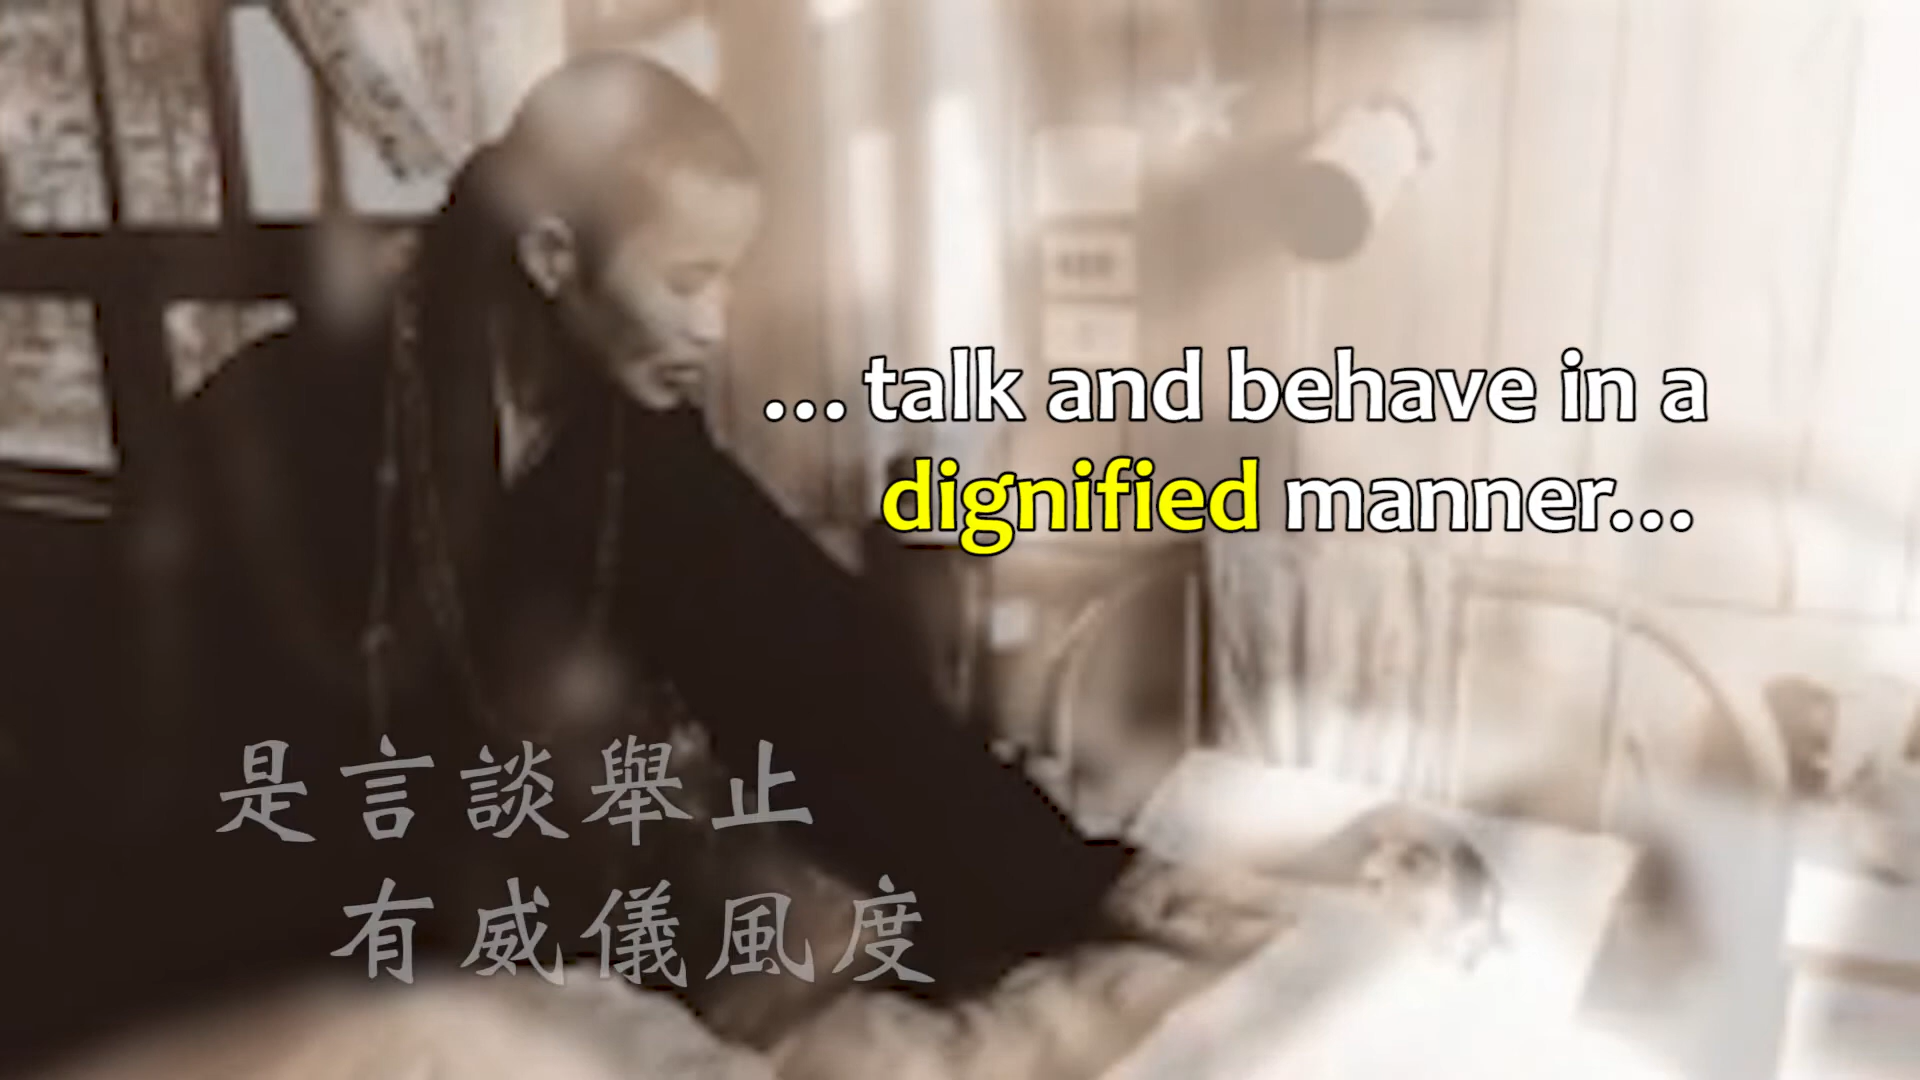 ... talk and behave in a
dignified manner...
是言談舉止
有威儀風度